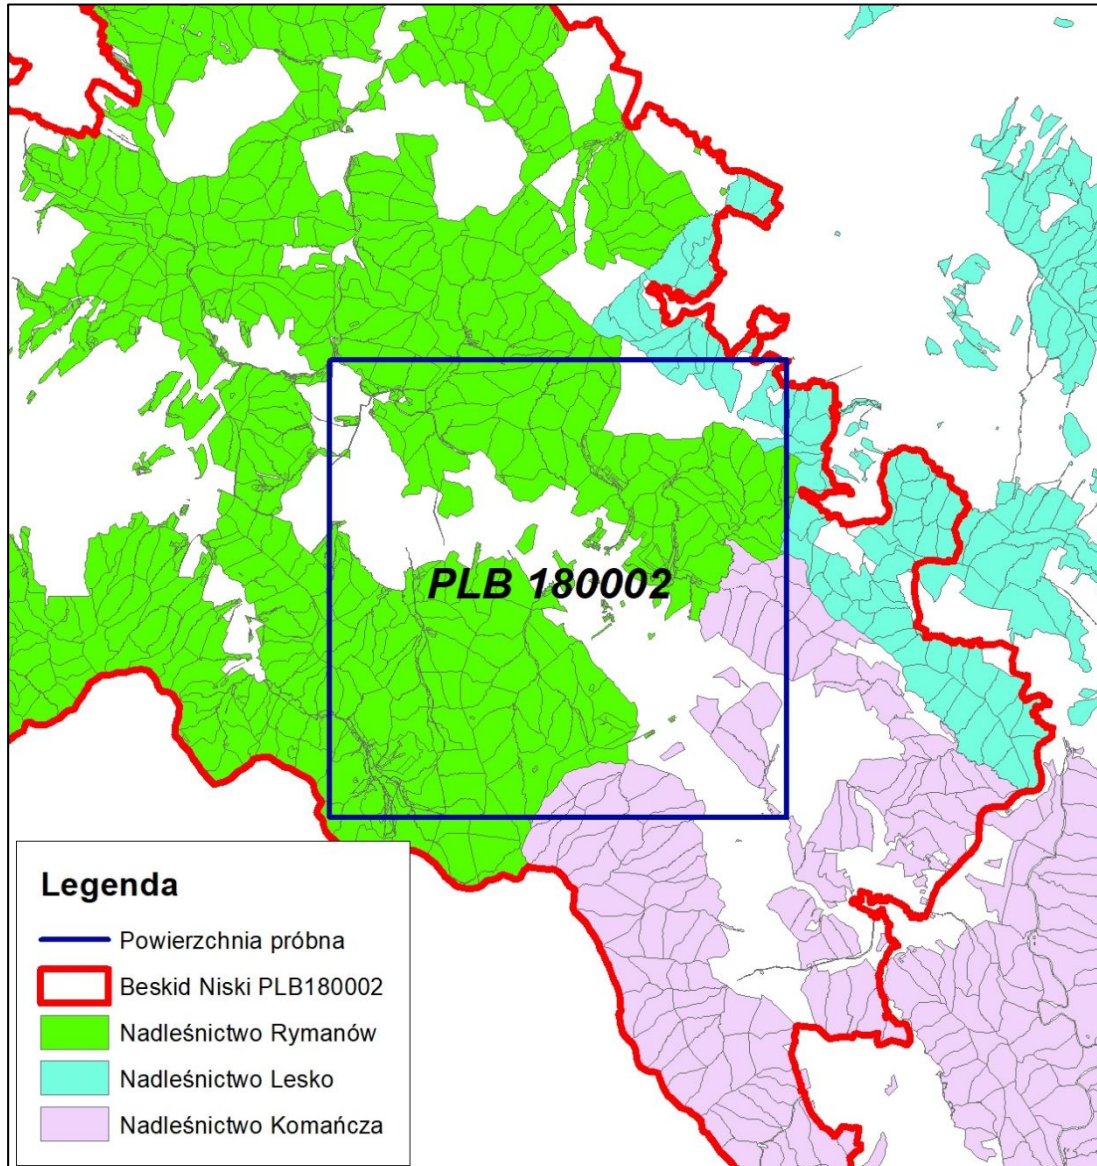 PLB 180002
Legenda
Powierzchnia próbna
Beskid Niski PLB180002
Nadleśnictwo Rymanów
Nadleśnictwo Lesko
Nadleśnictwo Komańcza